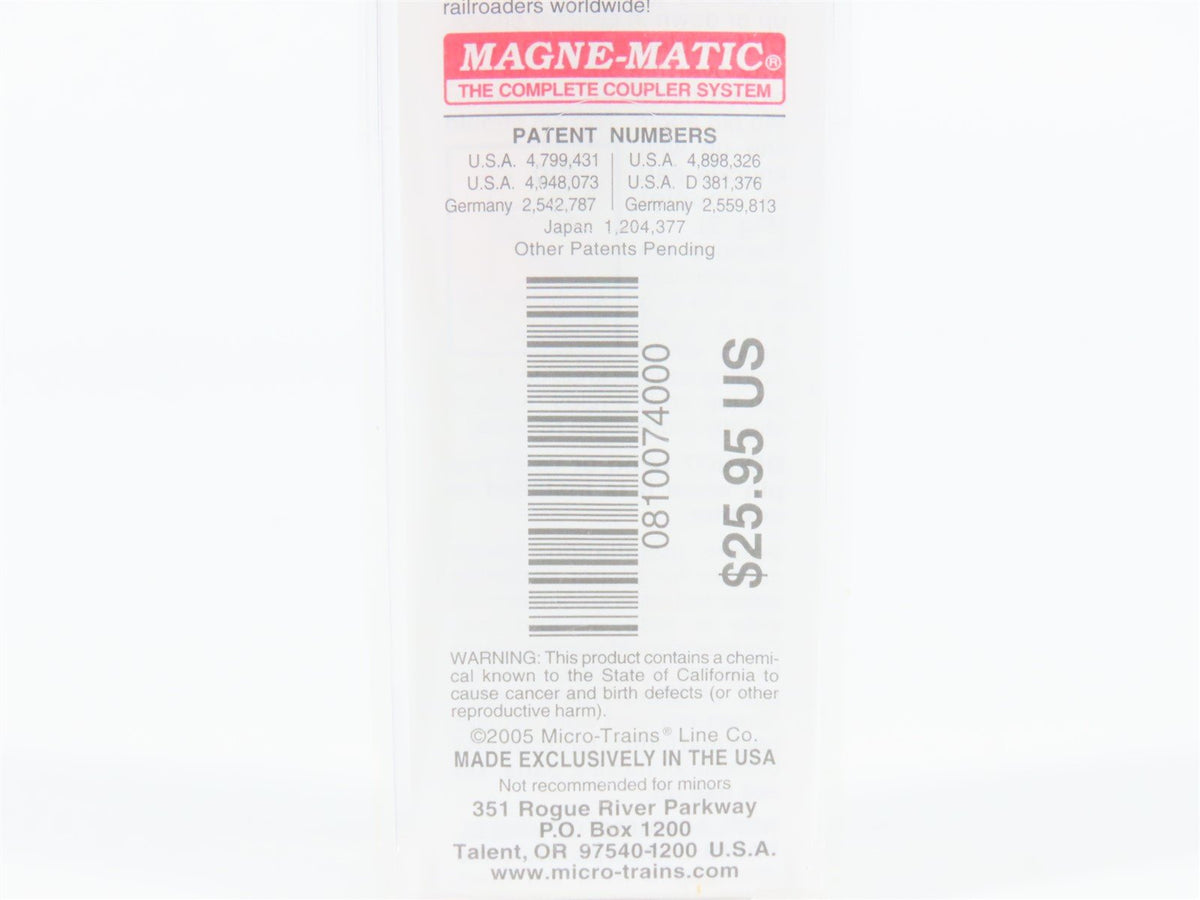 railroaders worldwide!
MAGNE-MATIC®
THE COMPLETE COUPLER SYSTEM
PATENT NUMBERS
U.S.A. 4,799,431 | U.S.A. 4,898,326
U.S.A. 4,948,073 | U.S.A. D 381,376
Germany 2,542,787 | Germany 2,559,813
Japan 1,204,377
Other Patents Pending
0810074000
$25.95 US
WARNING: This product contains a chemi-
cal known to the State of California to
cause cancer and birth defects (or other
reproductive harm).
©2005 Micro-Trains® Line Co.
MADE EXCLUSIVELY IN THE USA
Not recommended for minors
351 Rogue River Parkway
P.O. Box 1200
Talent, OR 97540-1200 U.S.A.
www.micro-trains.com